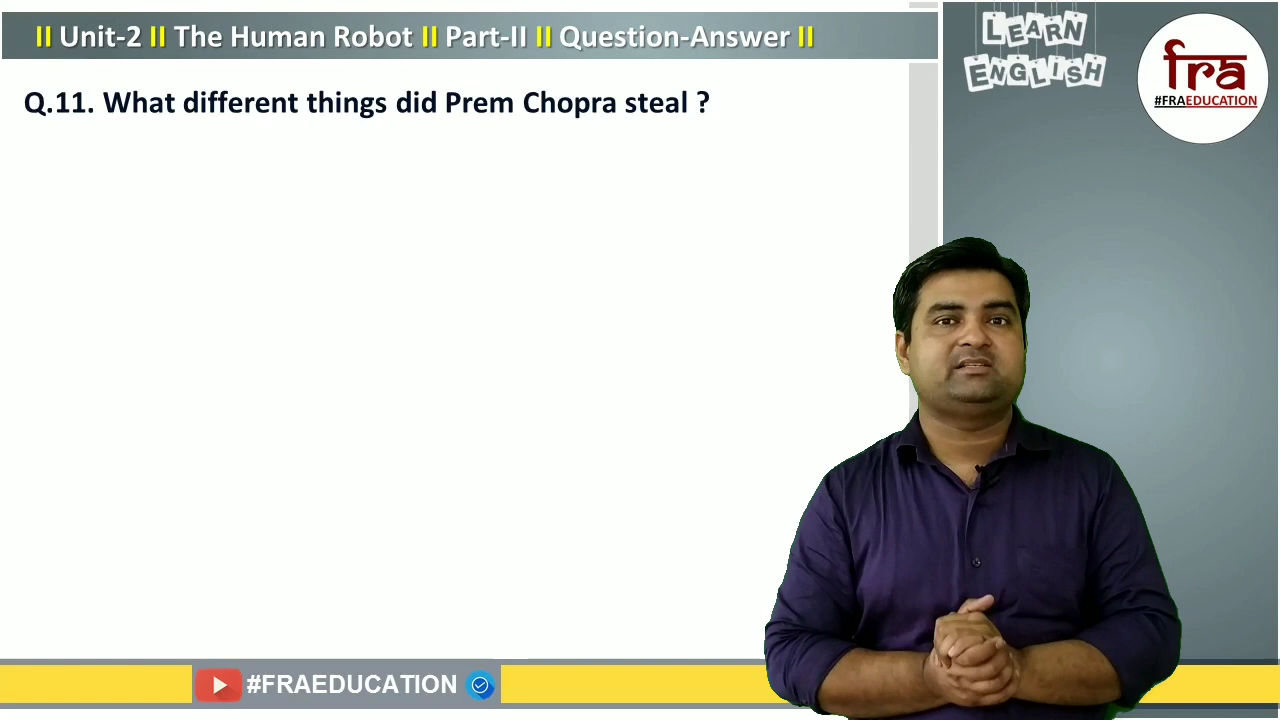 II Unit-2 II The Human Robot II Part-II II Question-Answer II
LEARN
ENGLISH
fra
#FRAEDUCATION
Q.11. What different things did Prem Chopra steal ?
#FRAEDUCATION